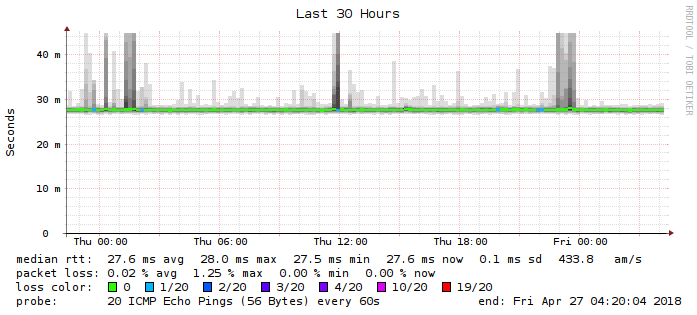 Last 30 Hours
RRDTOOL / TOBI OETIKER
Seconds
40 m
30 m
20 m
10 m
0
Thu 00:00 Thu 06:00 Thu 12:00 Thu 18:00 Fri 00:00
median rtt: 27.6 ms avg 28.0 ms max 27.5 ms min 27.6 ms now 0.1 ms sd 433.8 am/s
packet loss: 0.02 % avg 1.25 % max 0.00 % min 0.00 % now
loss color: 0 1/20 2/20 3/20 4/20 10/20 19/20
probe: 20 ICMP Echo Pings (56 Bytes) every 60s end: Fri Apr 27 04:20:04 2018